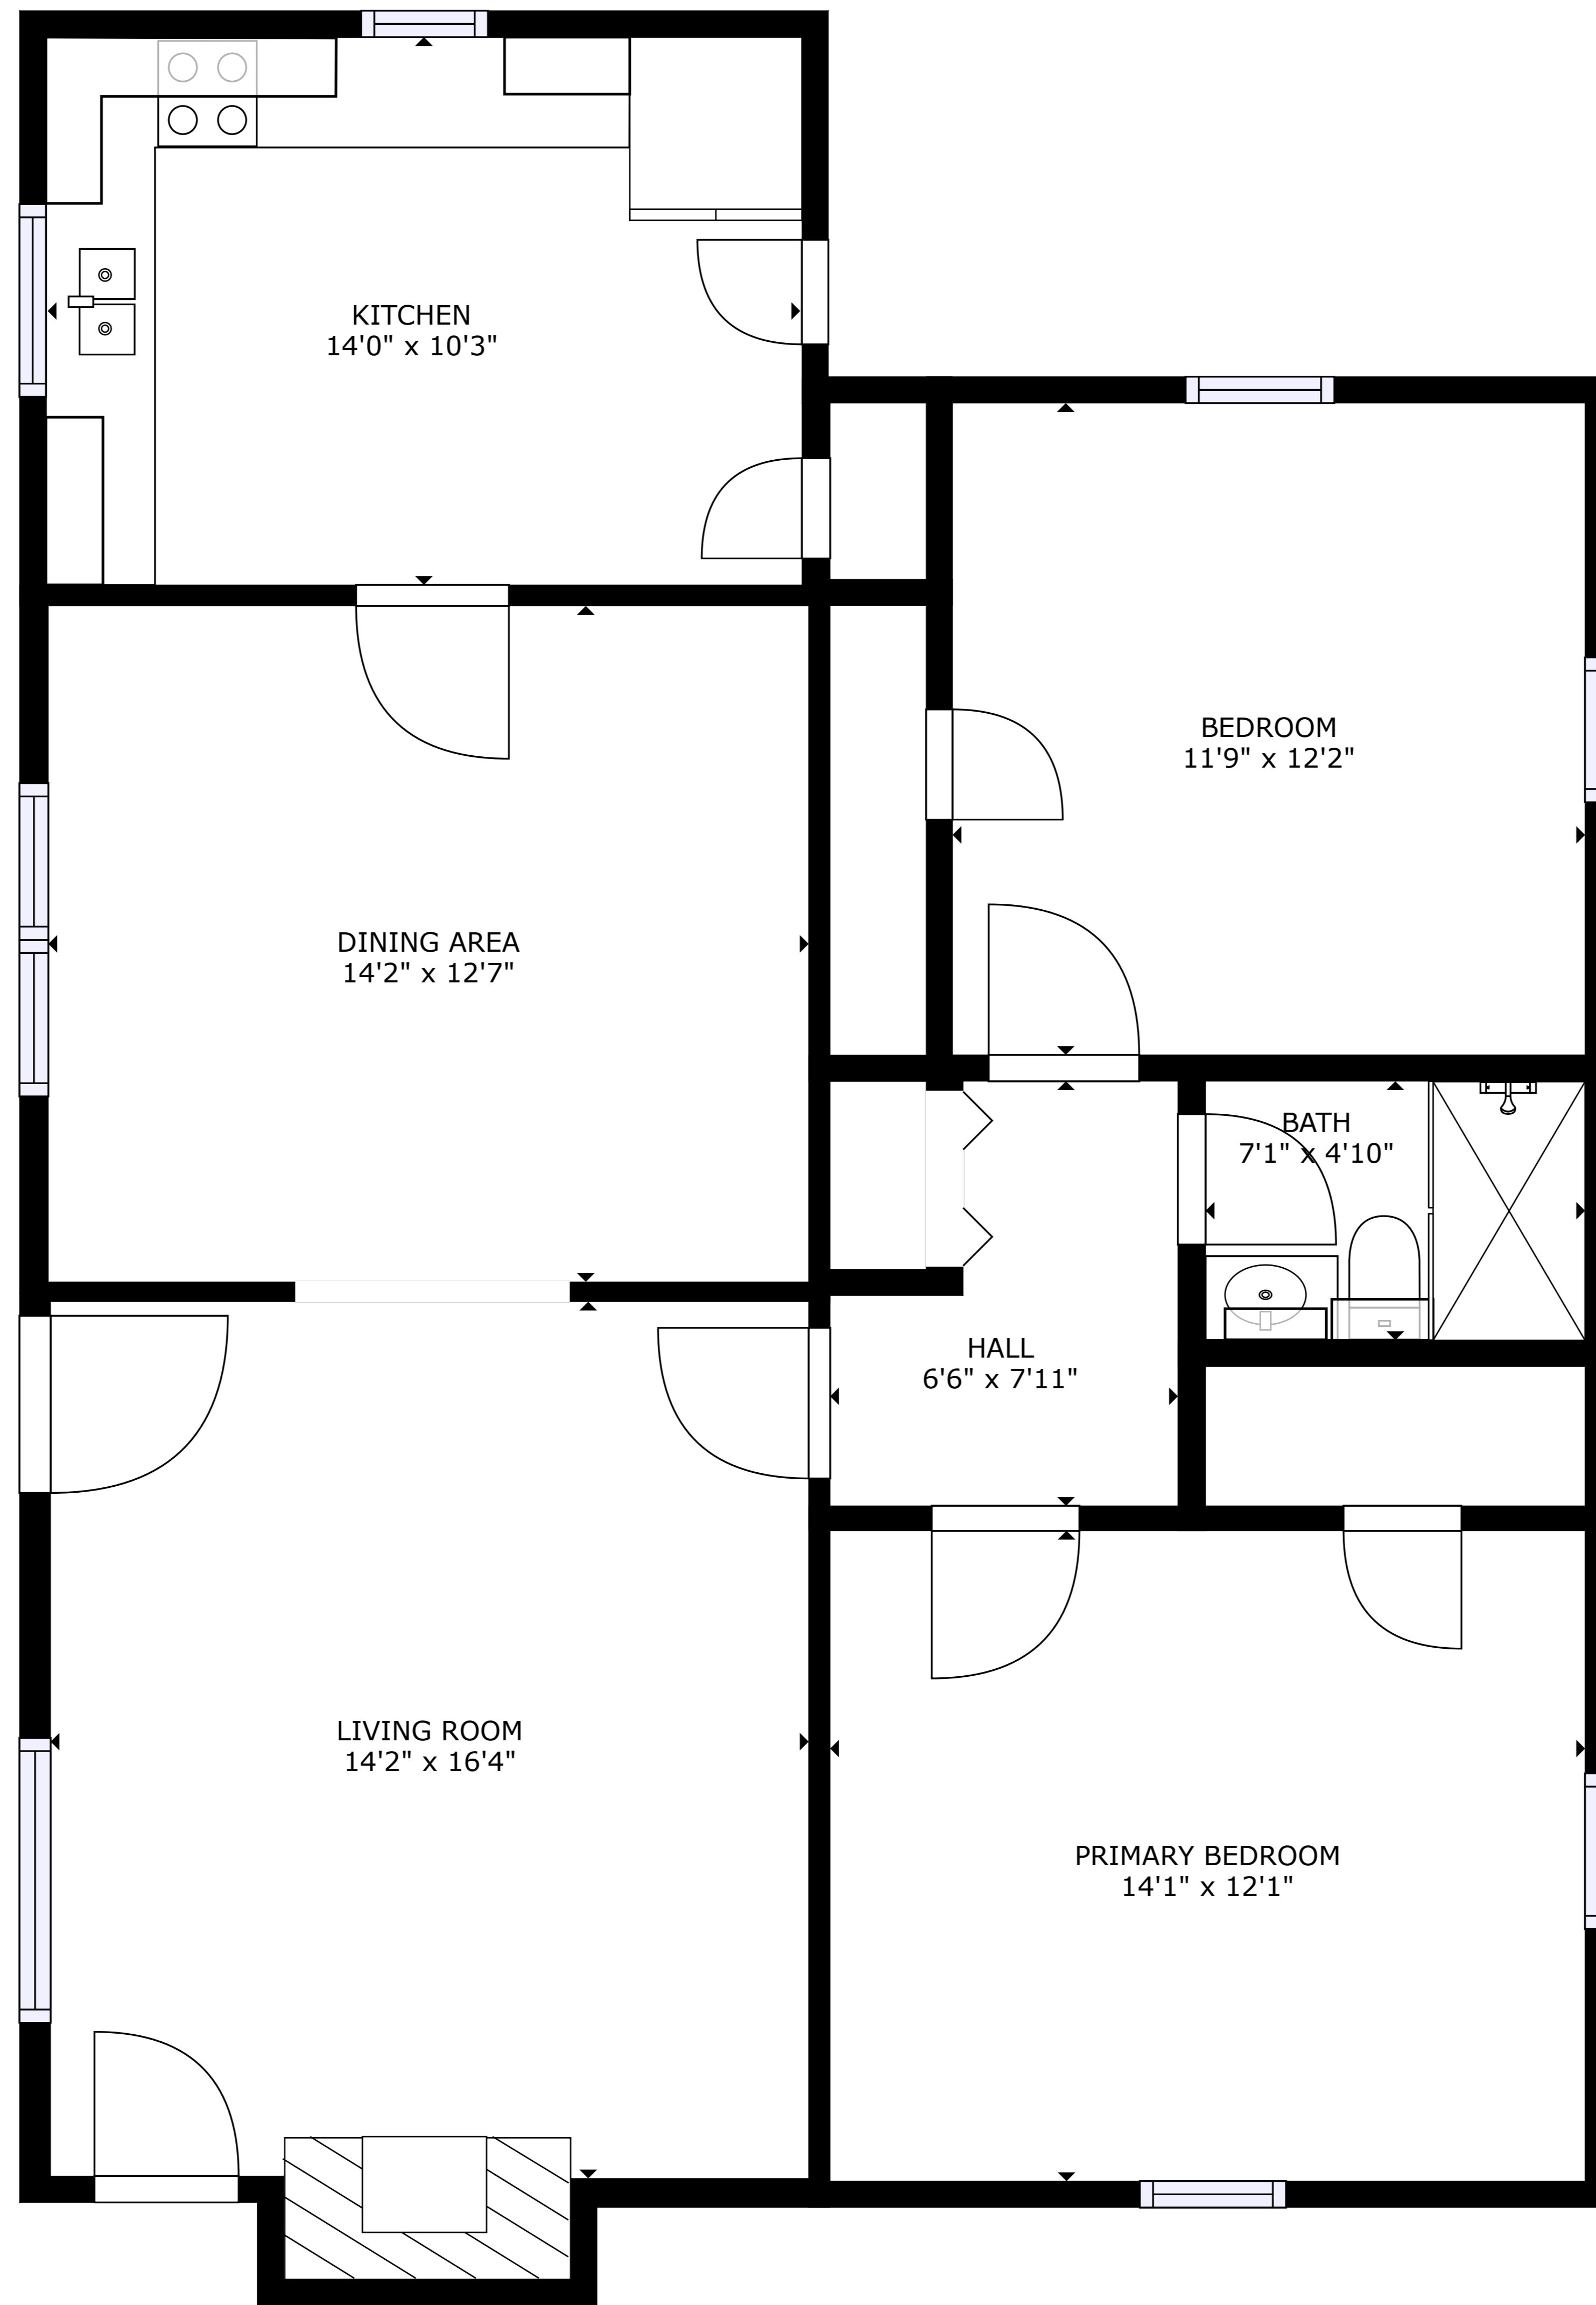 KITCHEN
14'0" x 10'3"
BEDROOM
11'9" x 12'2"
DINING AREA
14'2" x 12'7"
BATH
7'1" x 4'10"
HALL
6'6" x 7'11"
LIVING ROOM
14'2" x 16'4"
PRIMARY BEDROOM
14'1" x 12'1"